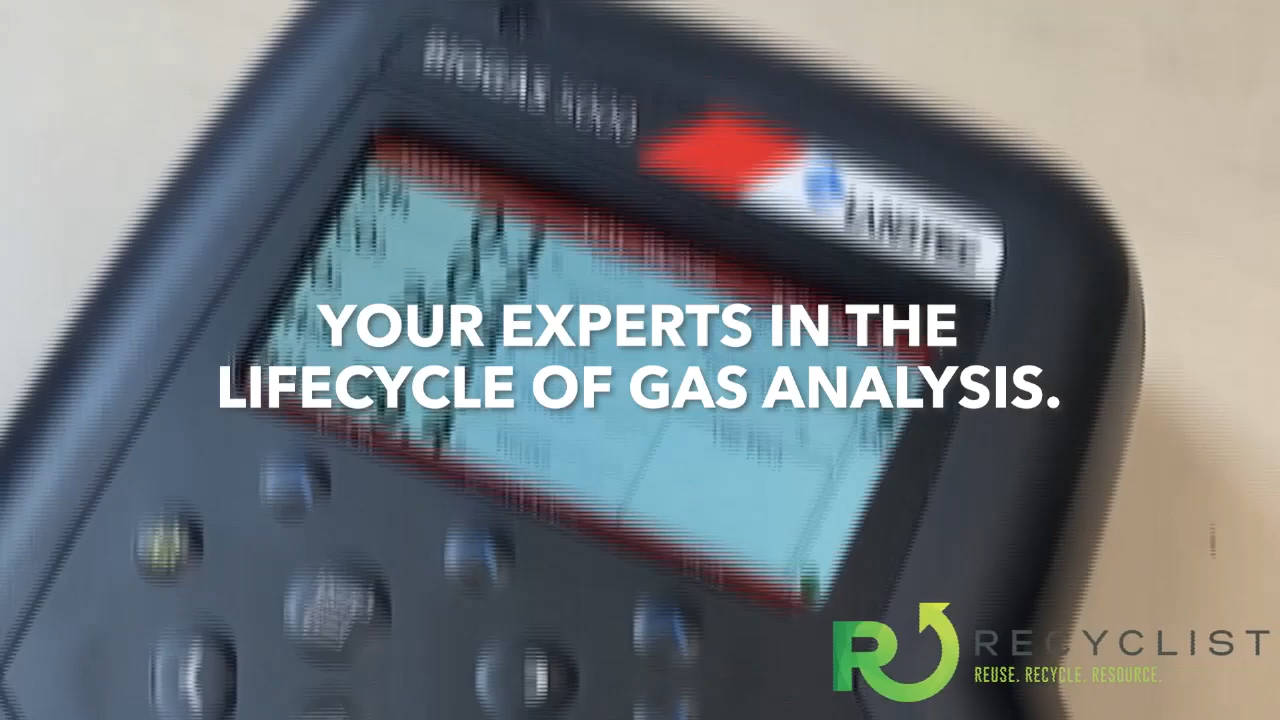 YOUR EXPERTS IN THE
LIFECYCLE OF GAS ANALYSIS.
RECYCLIST
REUSE. RECYCLE. RESOURCE.